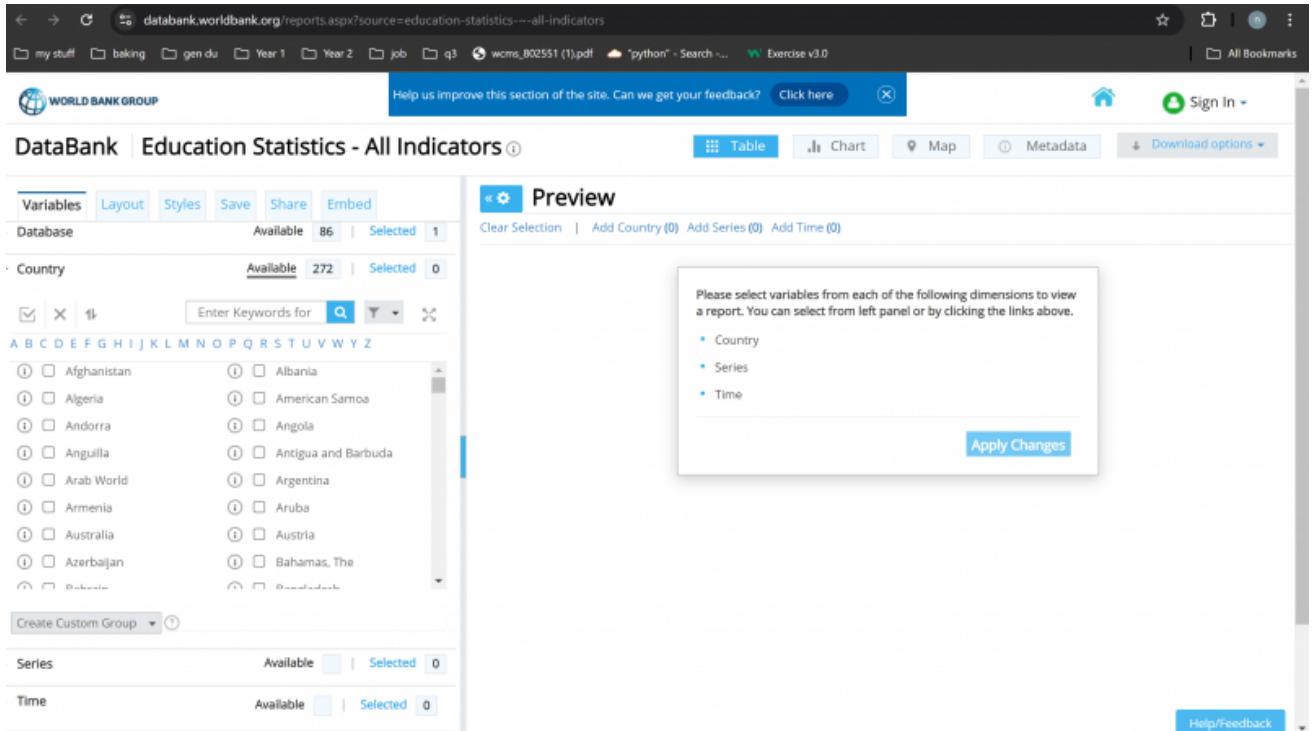 databank.worldbank.org/reports.aspx?source=education-statistics-~-all-indicators
my stuff baking gen du Year 1 Year 2 job q3 wcms_802551 (1).pdf "python" - Search -... Exercise v3.0 All Bookmarks
WORLD BANK GROUP
Help us improve this section of the site. Can we get your feedback? Click here
Sign In
DataBank Education Statistics - All Indicators
Table Chart Map Metadata Download options
Variables Layout Styles Save Share Embed
Database Available 86 | Selected 1
Country Available 272 | Selected 0
Enter Keywords for
A B C D E F G H I J K L M N O P Q R S T U V W Y Z
Afghanistan Albania
Algeria American Samoa
Andorra Angola
Anguilla Antigua and Barbuda
Arab World Argentina
Armenia Aruba
Australia Austria
Azerbaijan Bahamas, The
Bahrain Bangladesh
Create Custom Group
Series Available | Selected 0
Time Available | Selected 0
Preview
Clear Selection | Add Country (0) Add Series (0) Add Time (0)
Please select variables from each of the following dimensions to view
a report. You can select from left panel or by clicking the links above.
Country
Series
Time
Apply Changes
Help/Feedback